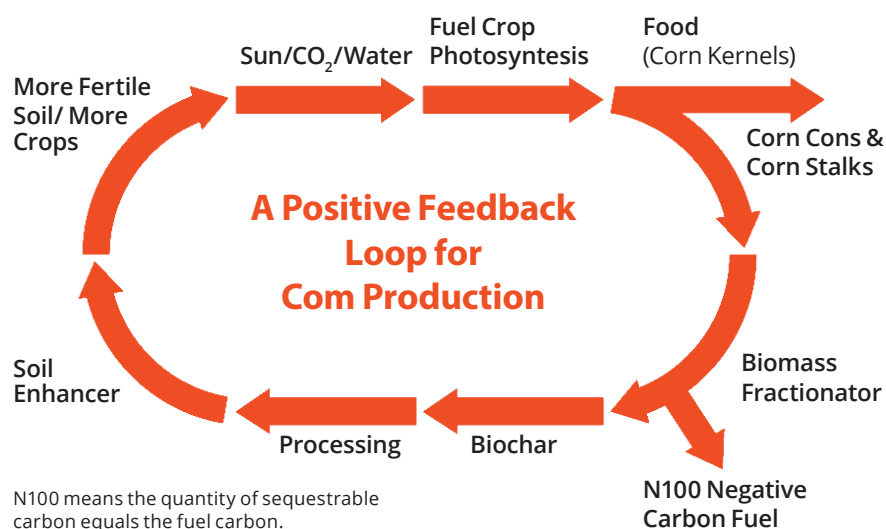 Sun/CO₂/Water
Fuel Crop
Photosyntesis
Food
(Corn Kernels)
Corn Cons &
Corn Stalks
More Fertile
Soil/ More
Crops
A Positive Feedback
Loop for
Com Production
Soil
Enhancer
Processing
Biochar
Biomass
Fractionator
N100 Negative
Carbon Fuel
N100 means the quantity of sequestrable
carbon equals the fuel carbon.